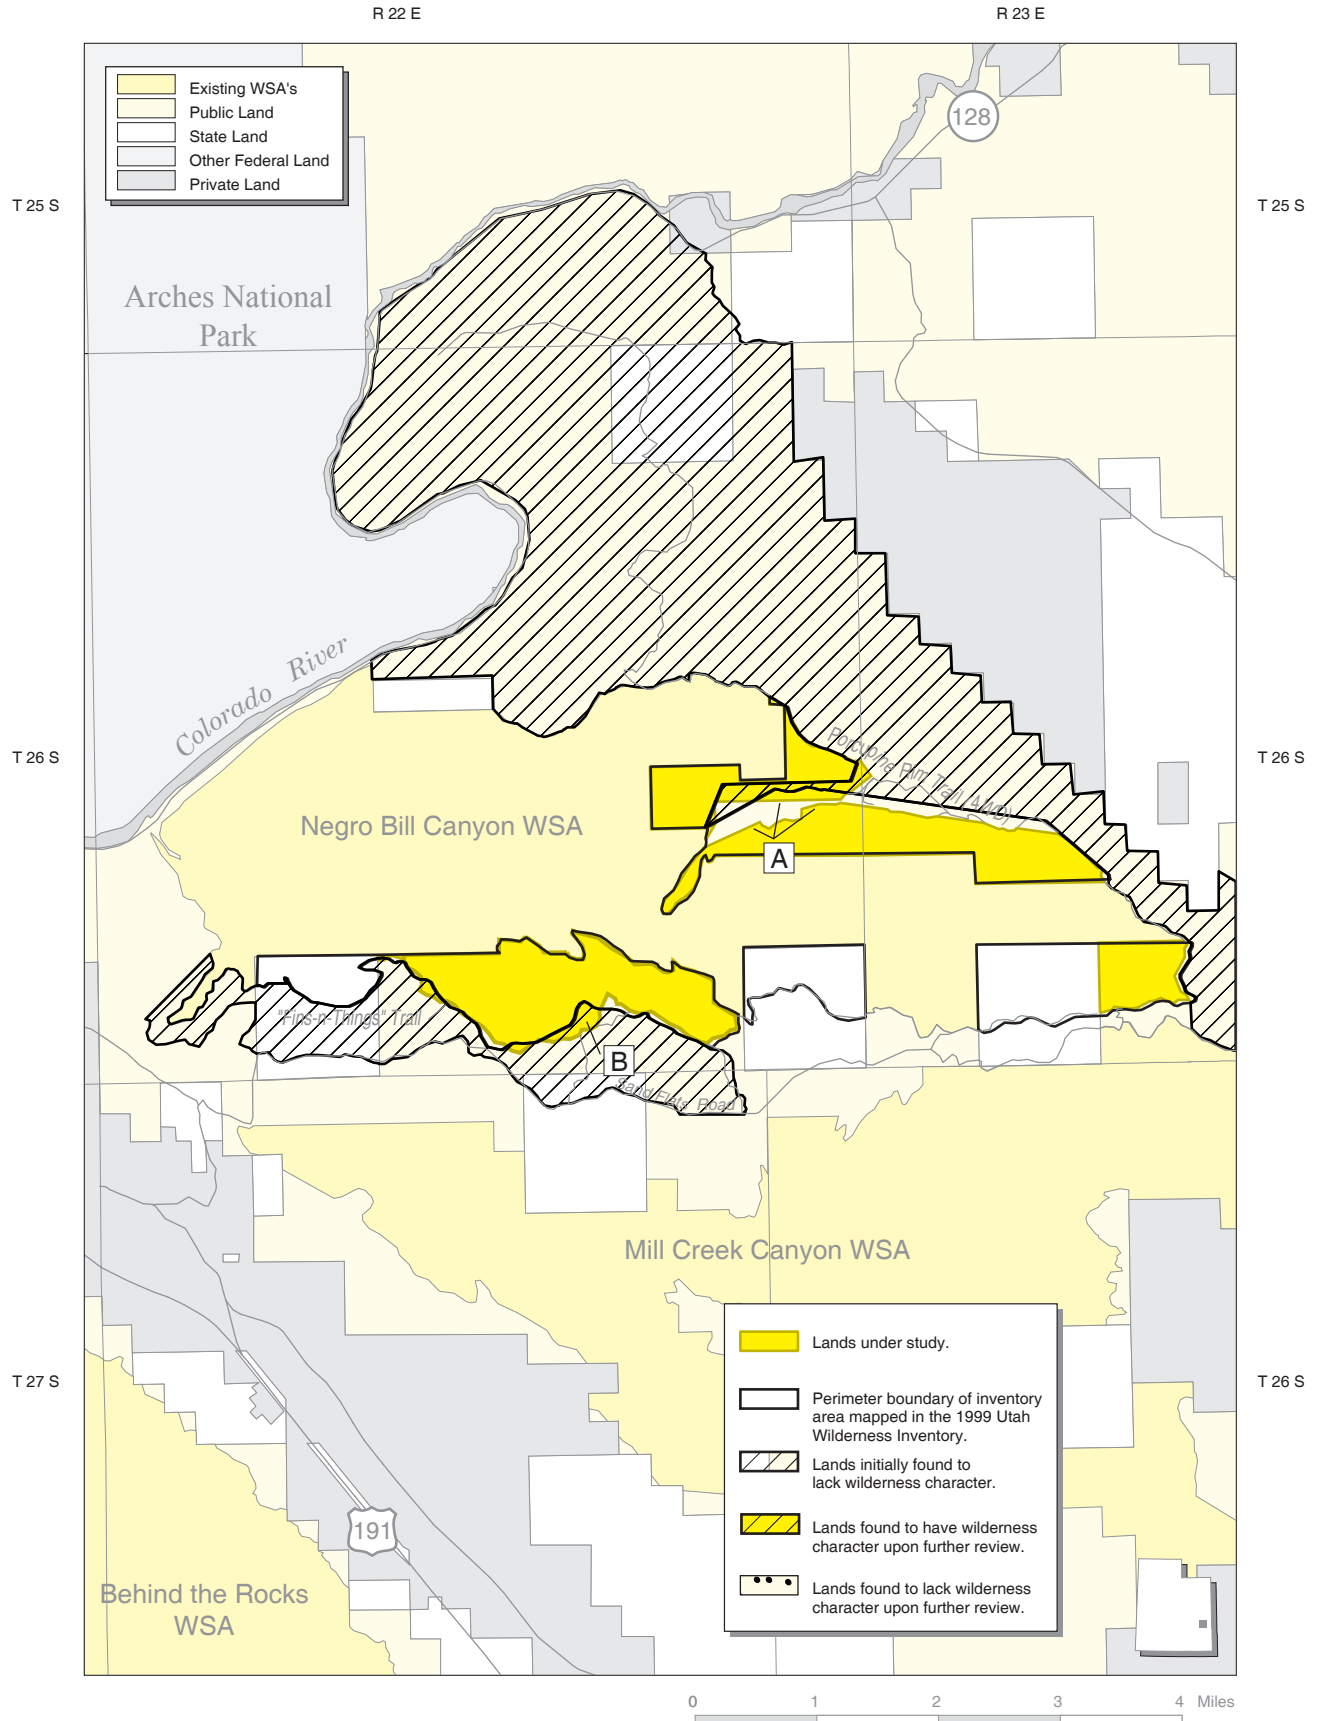 R 22 E
R 23 E
Existing WSA's
Public Land
State Land
Other Federal Land
Private Land
128
T 25 S
T 25 S
Arches National
Park
Colorado River
T 26 S
T 26 S
Porcupine Rim Trail (4WD)
Negro Bill Canyon WSA
A
"Fins-n-Things" Trail
B
Sand Flats Road
Mill Creek Canyon WSA
T 27 S
T 26 S
Lands under study.
Perimeter boundary of inventory
area mapped in the 1999 Utah
Wilderness Inventory.
Lands initially found to
lack wilderness character.
Lands found to have wilderness
character upon further review.
Lands found to lack wilderness
character upon further review.
191
Behind the Rocks
WSA
0 1 2 3 4 Miles